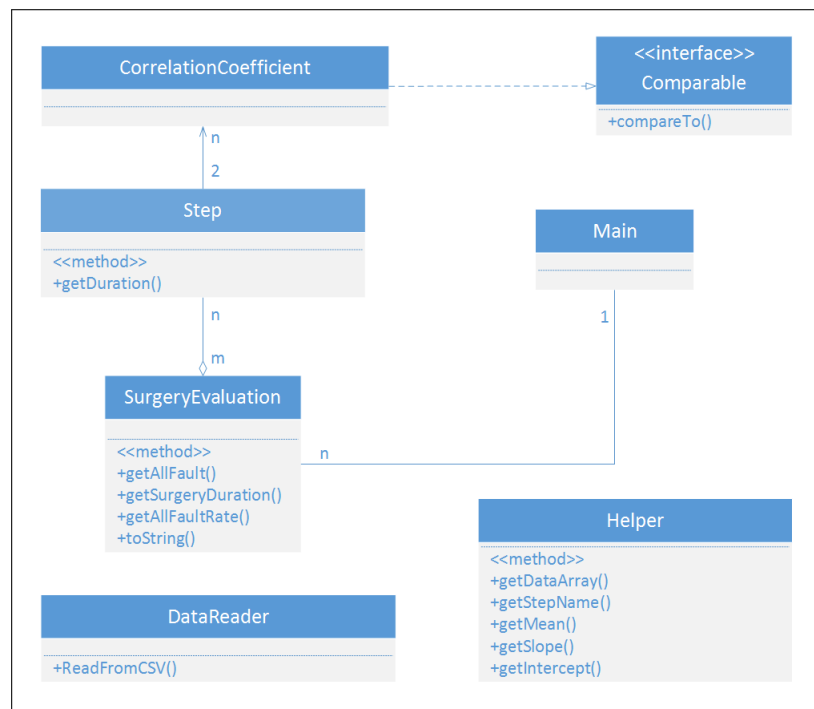 CorrelationCoefficient
<<interface>>
Comparable
+compareTo()
n
2
Step
<<method>>
+getDuration()
Main
1
n
m
SurgeryEvaluation
<<method>>
+getAllFault()
+getSurgeryDuration()
+getAllFaultRate()
+toString()
n
Helper
<<method>>
+getDataArray()
+getStepName()
+getMean()
+getSlope()
+getIntercept()
DataReader
+ReadFromCSV()